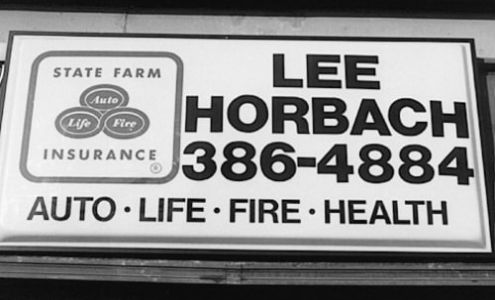 STATE FARM
Auto
Life Fire
INSURANCE
®
LEE
HORBACH
386-4884
AUTO · LIFE · FIRE · HEALTH